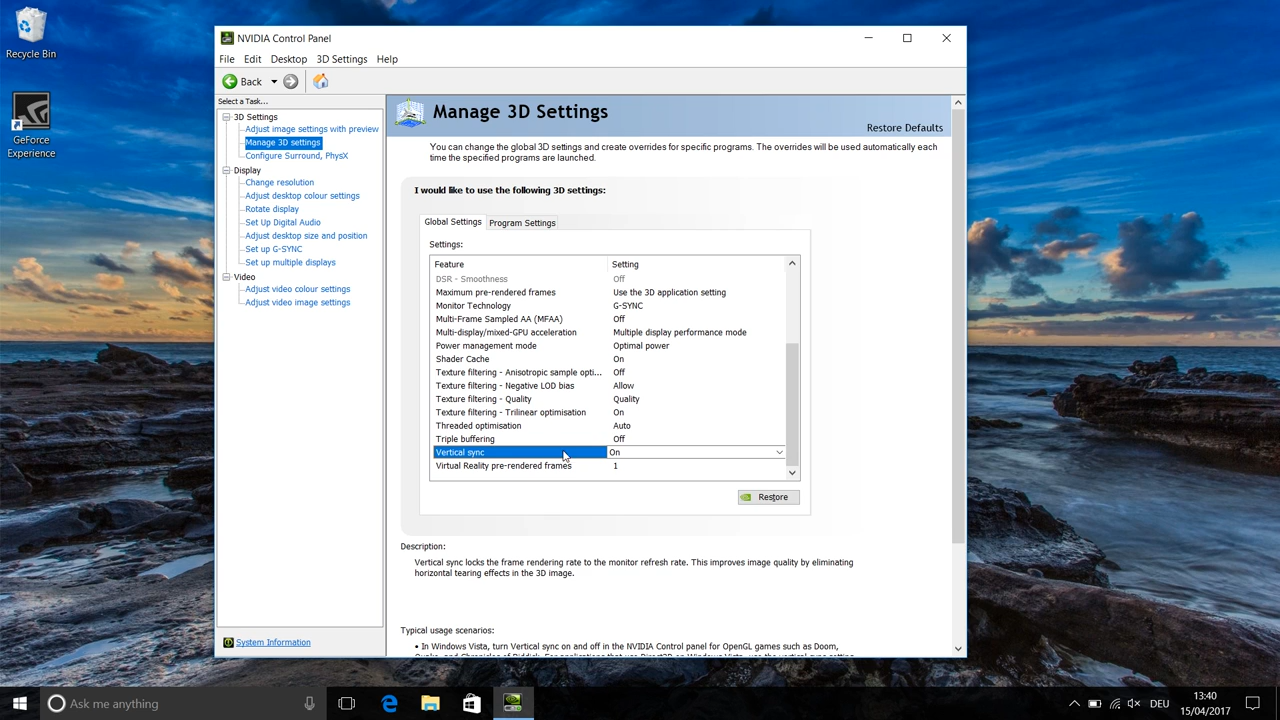 Recycle Bin
GeForce
Experience
NVIDIA Control Panel
File Edit Desktop 3D Settings Help
Back
Select a Task...
3D Settings
Adjust image settings with preview
Manage 3D settings
Configure Surround, PhysX
Display
Change resolution
Adjust desktop colour settings
Rotate display
Set Up Digital Audio
Adjust desktop size and position
Set up G-SYNC
Set up multiple displays
Video
Adjust video colour settings
Adjust video image settings
System Information
Manage 3D Settings
Restore Defaults
You can change the global 3D settings and create overrides for specific programs. The overrides will be used automatically each
time the specified programs are launched.
I would like to use the following 3D settings:
Global Settings Program Settings
Settings:
Feature Setting
DSR - Smoothness Off
Maximum pre-rendered frames Use the 3D application setting
Monitor Technology G-SYNC
Multi-Frame Sampled AA (MFAA) Off
Multi-display/mixed-GPU acceleration Multiple display performance mode
Power management mode Optimal power
Shader Cache On
Texture filtering - Anisotropic sample opti... Off
Texture filtering - Negative LOD bias Allow
Texture filtering - Quality Quality
Texture filtering - Trilinear optimisation On
Threaded optimisation Auto
Triple buffering Off
Vertical sync On
Virtual Reality pre-rendered frames 1
Restore
Description:
Vertical sync locks the frame rendering rate to the monitor refresh rate. This improves image quality by eliminating
horizontal tearing effects in the 3D image.
Typical usage scenarios:
• In Windows Vista, turn Vertical sync on and off in the NVIDIA Control panel for OpenGL games such as Doom,
Ask me anything
DEU
13:40
15/04/2017